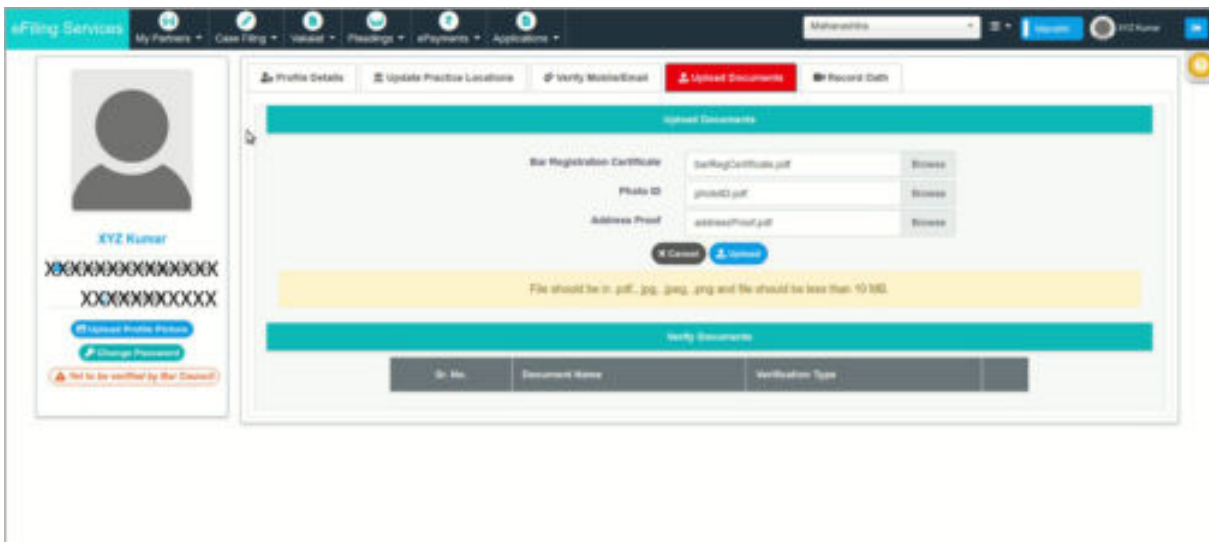 eFiling Services
My Partners Case Filing Vakalat Pleadings ePayments Applications Maharashtra XYZ Kumar
Profile Details Update Practice Locations Verify Mobile/Email Upload Documents Record Oath
Upload Documents
Bar Registration Certificate barRegCertificate.pdf Browse
Photo ID photoID.pdf Browse
Address Proof addressProof.pdf Browse
Cancel Upload
File should be in .pdf, .jpg, .jpeg, .png and file should be less than 10 MB.
Verify Documents
Sr. No. Document Name Verification Type
XYZ Kumar
XXXXXXXXXXXXXXX
XXXXXXXXXXX
Upload Profile Picture
Change Password
Yet to be verified by Bar Council